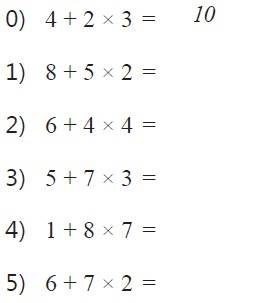 0) 4 + 2 × 3 = 10
1) 8 + 5 × 2 =
2) 6 + 4 × 4 =
3) 5 + 7 × 3 =
4) 1 + 8 × 7 =
5) 6 + 7 × 2 =